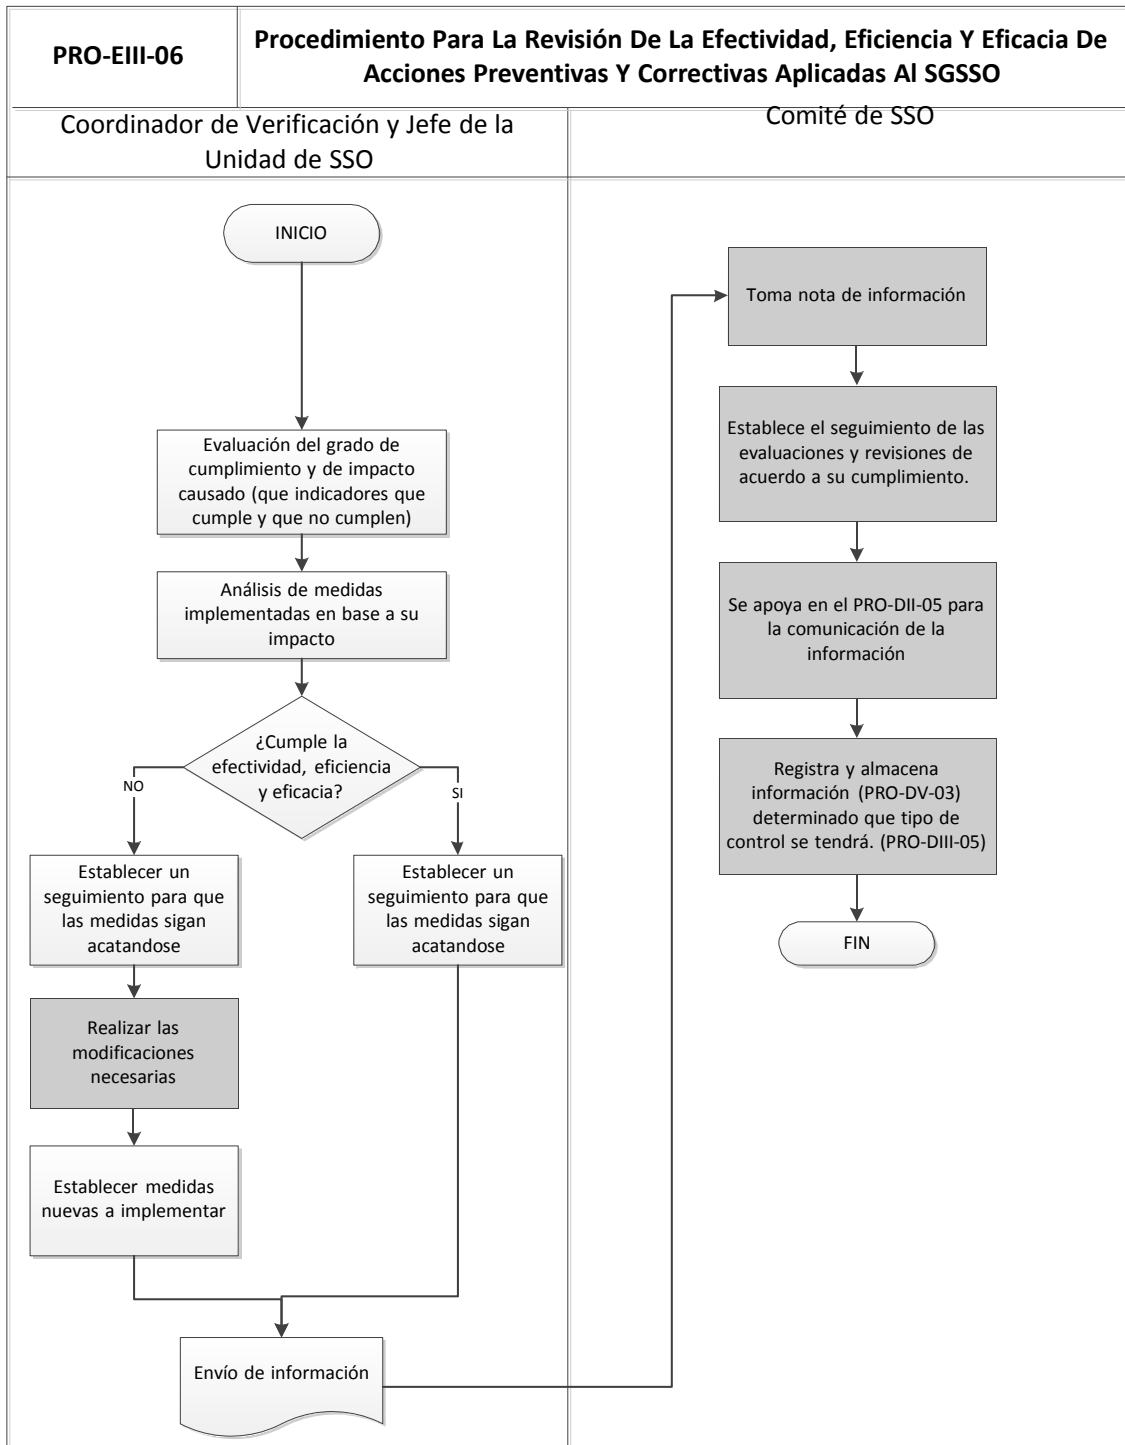 PRO-EIII-06
Procedimiento Para La Revisión De La Efectividad, Eficiencia Y Eficacia De
Acciones Preventivas Y Correctivas Aplicadas Al SGSSO
Coordinador de Verificación y Jefe de la
Unidad de SSO
Comité de SSO
INICIO
Evaluación del grado de
cumplimiento y de impacto
causado (que indicadores que
cumple y que no cumplen)
Análisis de medidas
implementadas en base a su
impacto
¿Cumple la
efectividad, eficiencia
y eficacia?
NO
SI
Establecer un
seguimiento para que
las medidas sigan
acatandose
Establecer un
seguimiento para que
las medidas sigan
acatandose
Realizar las
modificaciones
necesarias
Establecer medidas
nuevas a implementar
Envío de información
Toma nota de información
Establece el seguimiento de las
evaluaciones y revisiones de
acuerdo a su cumplimiento.
Se apoya en el PRO-DII-05 para
la comunicación de la
información
Registra y almacena
información (PRO-DV-03)
determinado que tipo de
control se tendrá. (PRO-DIII-05)
FIN